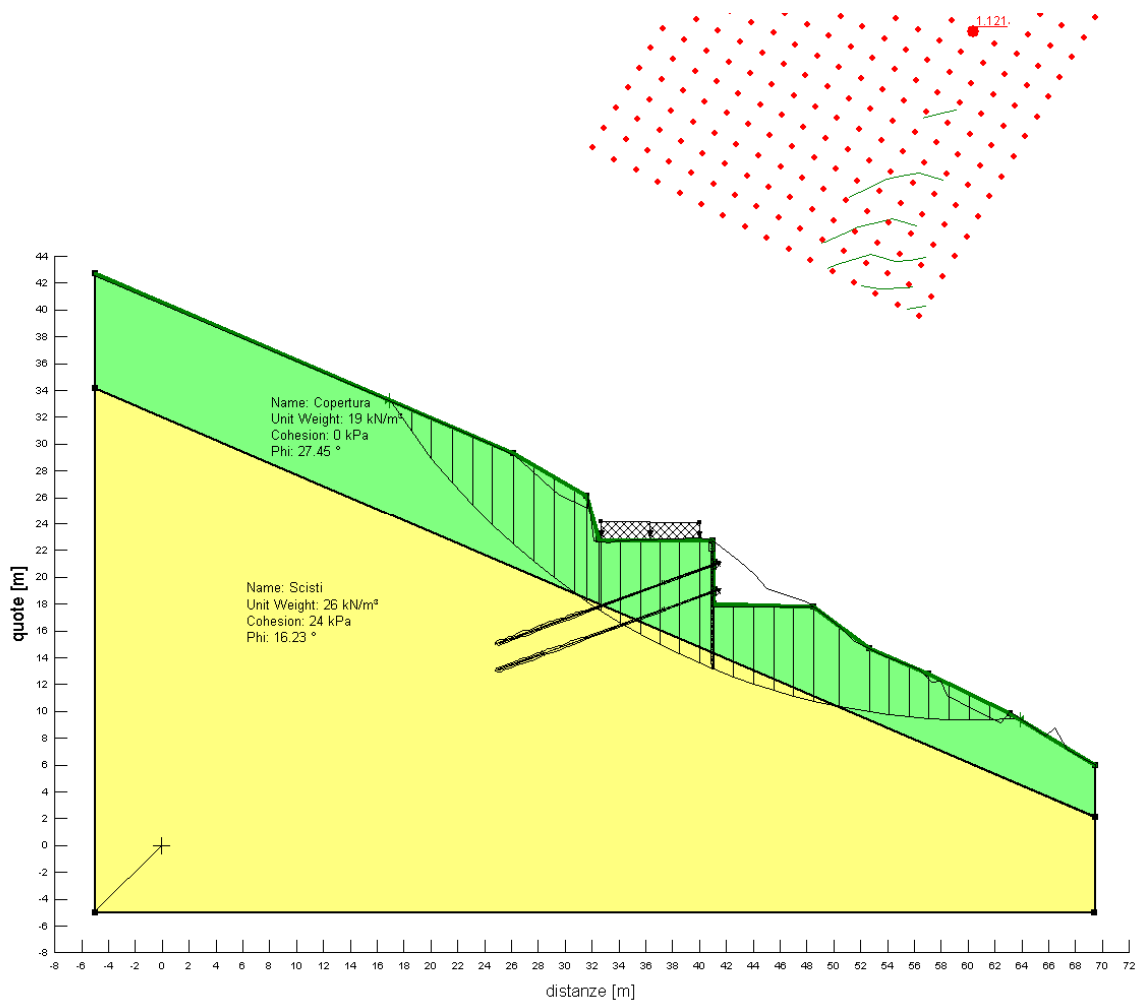 1.121
44
42
40
38
36
34
32
30
28
26
24
22
20
18
16
14
12
10
8
6
4
2
0
-2
-4
-6
-8
quote [m]
Name: Copertura
Unit Weight: 19 kN/m³
Cohesion: 0 kPa
Phi: 27.45 °
Name: Scisti
Unit Weight: 26 kN/m³
Cohesion: 24 kPa
Phi: 16.23 °
-8 -6 -4 -2 0 2 4 6 8 10 12 14 16 18 20 22 24 26 28 30 32 34 36 38 40 42 44 46 48 50 52 54 56 58 60 62 64 66 68 70 72
distanze [m]